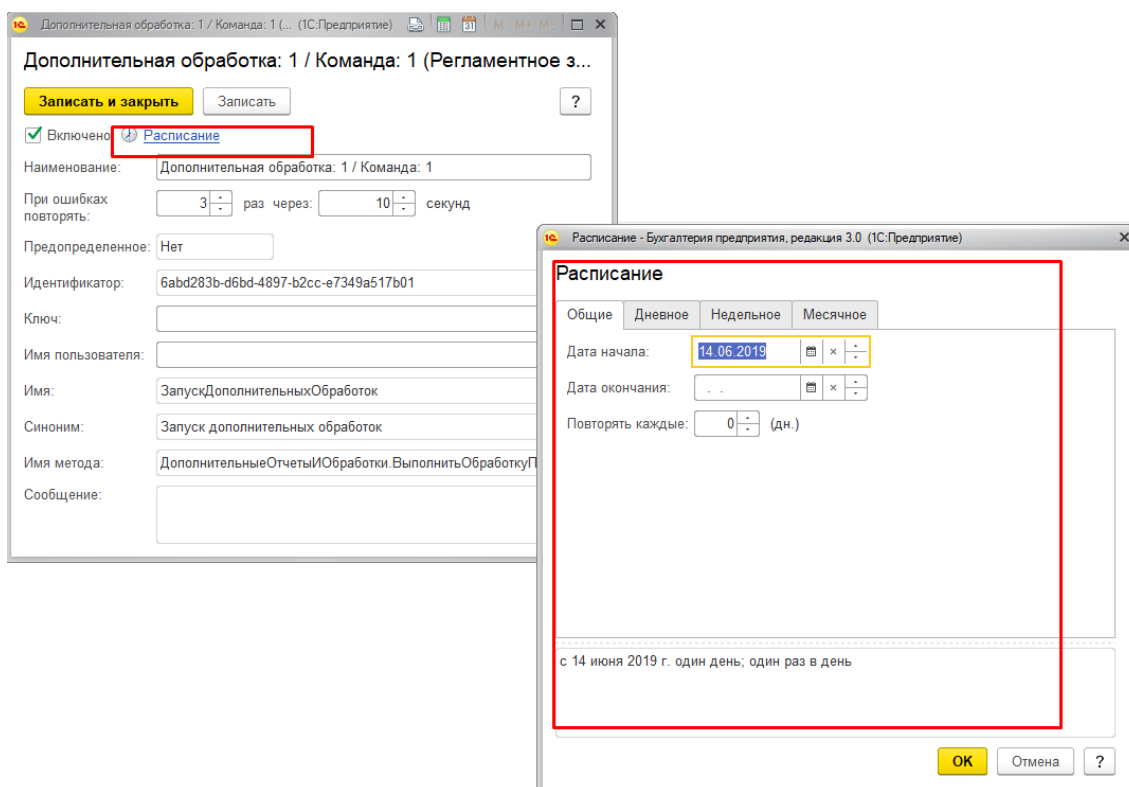 Дополнительная обработка: 1 / Команда: 1 (... (1С:Предприятие) M M+ M-
Дополнительная обработка: 1 / Команда: 1 (Регламентное з...
Записать и закрыть Записать ?
Включено Расписание
Наименование: Дополнительная обработка: 1 / Команда: 1
При ошибках
повторять: 3 раз через: 10 секунд
Предопределенное: Нет
Идентификатор: 6abd283b-d6bd-4897-b2cc-e7349a517b01
Ключ:
Имя пользователя:
Имя: ЗапускДополнительныхОбработок
Синоним: Запуск дополнительных обработок
Имя метода: ДополнительныеОтчетыИОбработки.ВыполнитьОбработкуП
Сообщение:
Расписание - Бухгалтерия предприятия, редакция 3.0 (1С:Предприятие)
Расписание
Общие Дневное Недельное Месячное
Дата начала: 14.06.2019
Дата окончания: . .
Повторять каждые: 0 (дн.)
с 14 июня 2019 г. один день; один раз в день
OK Отмена ?